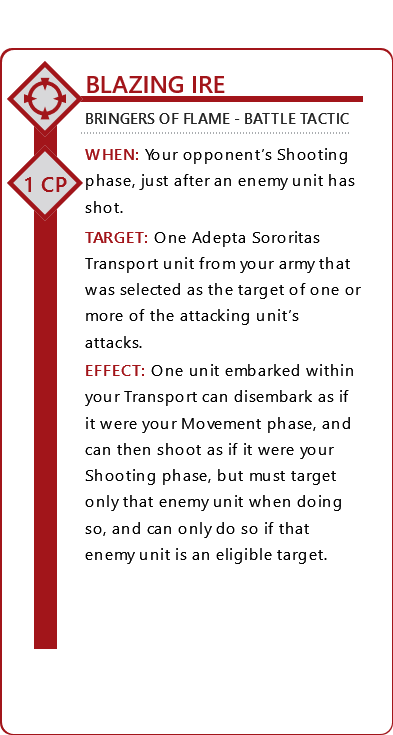 BLAZING IRE
BRINGERS OF FLAME - BATTLE TACTIC
WHEN: Your opponent's Shooting
phase, just after an enemy unit has
shot.
1 CP
TARGET: One Adepta Sororitas
Transport unit from your army that
was selected as the target of one or
more of the attacking unit's
attacks.
EFFECT: One unit embarked within
your Transport can disembark as if
it were your Movement phase, and
can then shoot as if it were your
Shooting phase, but must target
only that enemy unit when doing
so, and can only do so if that
enemy unit is an eligible target.